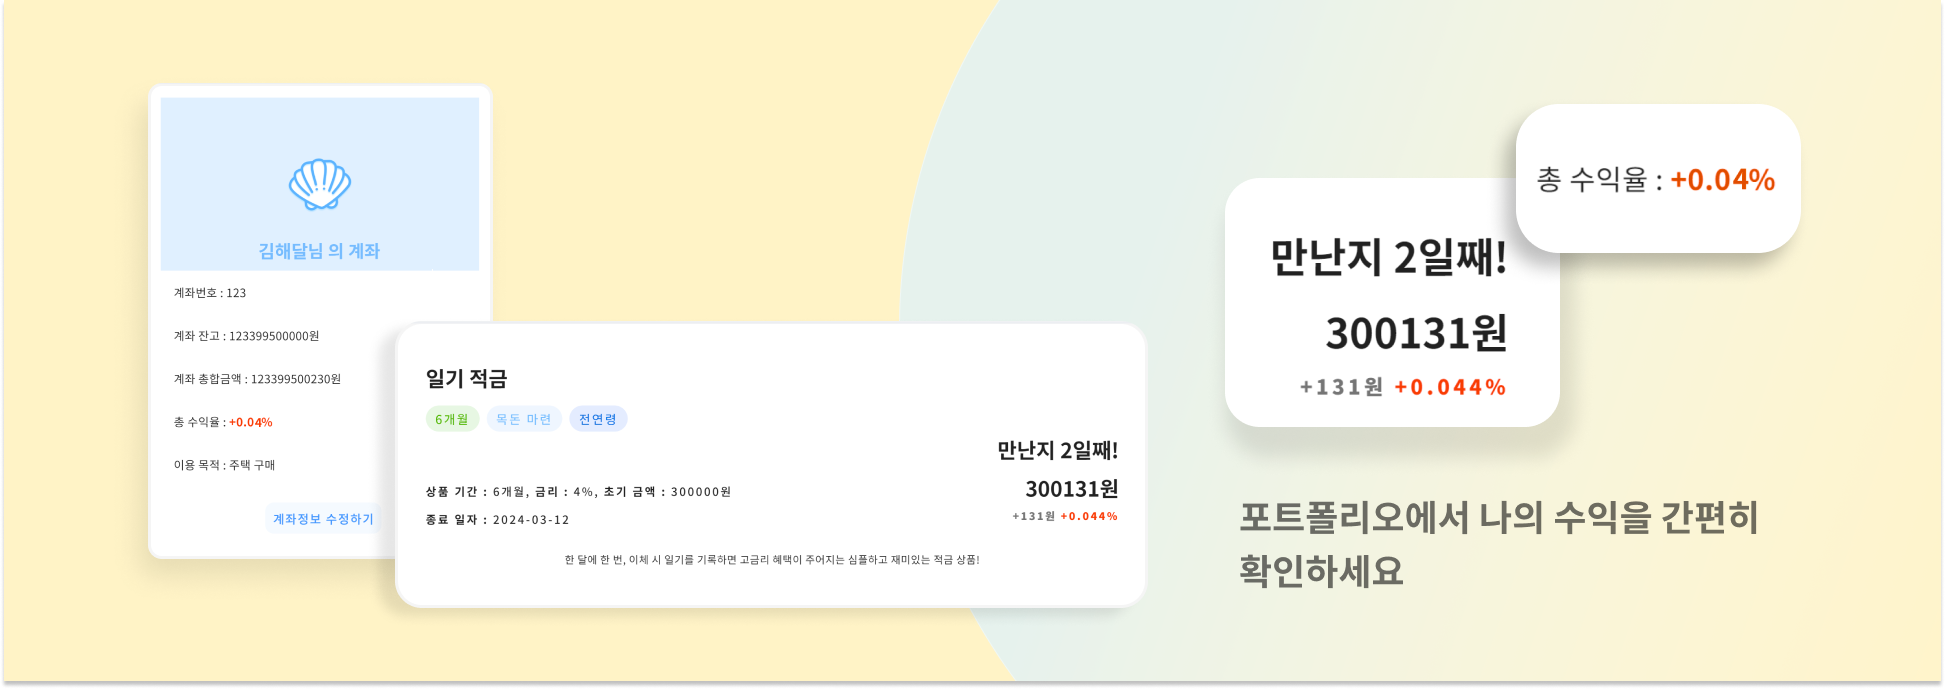 김해달님 의 계좌
계좌번호 : 123
계좌 잔고 : 123399500000원
계좌 총합금액 : 123399500230원
총 수익율 : +0.04%
이용 목적 : 주택 구매
계좌정보 수정하기
일기 적금
6개월 목돈 마련 전연령
만난지 2일째!
300131원
+131원 +0.044%
상품 기간 : 6개월, 금리 : 4%, 초기 금액 : 300000원
종료 일자 : 2024-03-12
한 달에 한 번, 이체 시 일기를 기록하면 고금리 혜택이 주어지는 심플하고 재미있는 적금 상품!
총 수익율 : +0.04%
만난지 2일째!
300131원
+131원 +0.044%
포트폴리오에서 나의 수익을 간편히
확인하세요